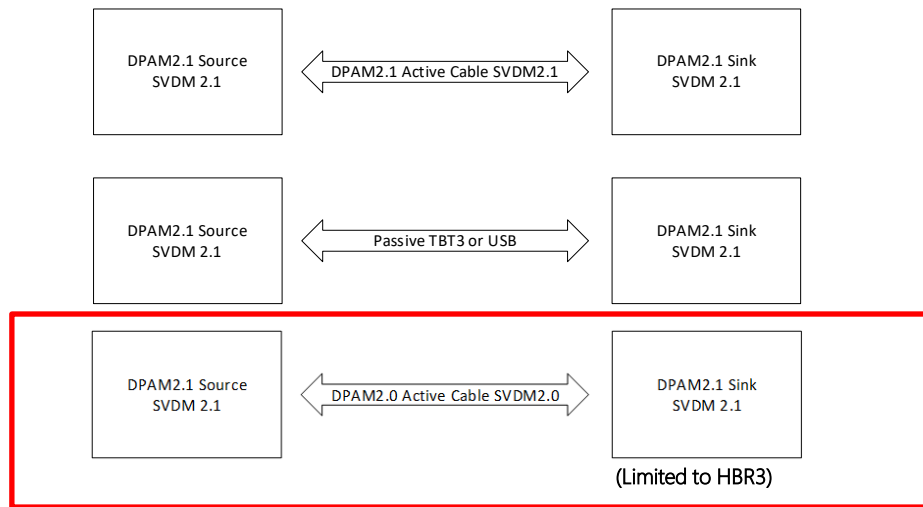 DPAM2.1 Source
SVDM 2.1
DPAM2.1 Active Cable SVDM2.1
DPAM2.1 Sink
SVDM 2.1
DPAM2.1 Source
SVDM 2.1
Passive TBT3 or USB
DPAM2.1 Sink
SVDM 2.1
DPAM2.1 Source
SVDM 2.1
DPAM2.0 Active Cable SVDM2.0
DPAM2.1 Sink
SVDM 2.1
(Limited to HBR3)